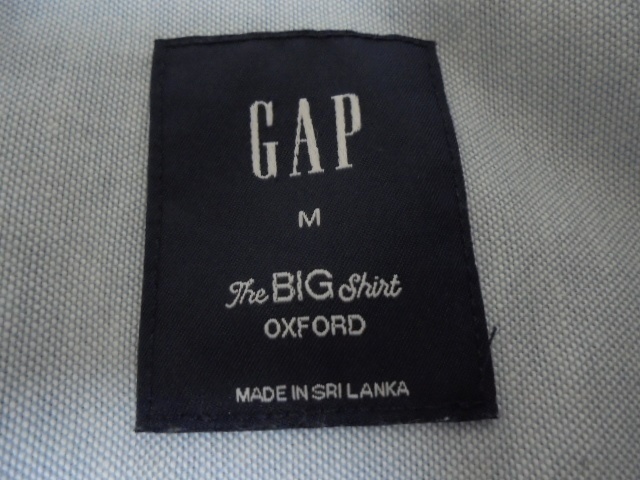 GAP
M
The BIG Shirt
OXFORD
MADE IN SRI LANKA